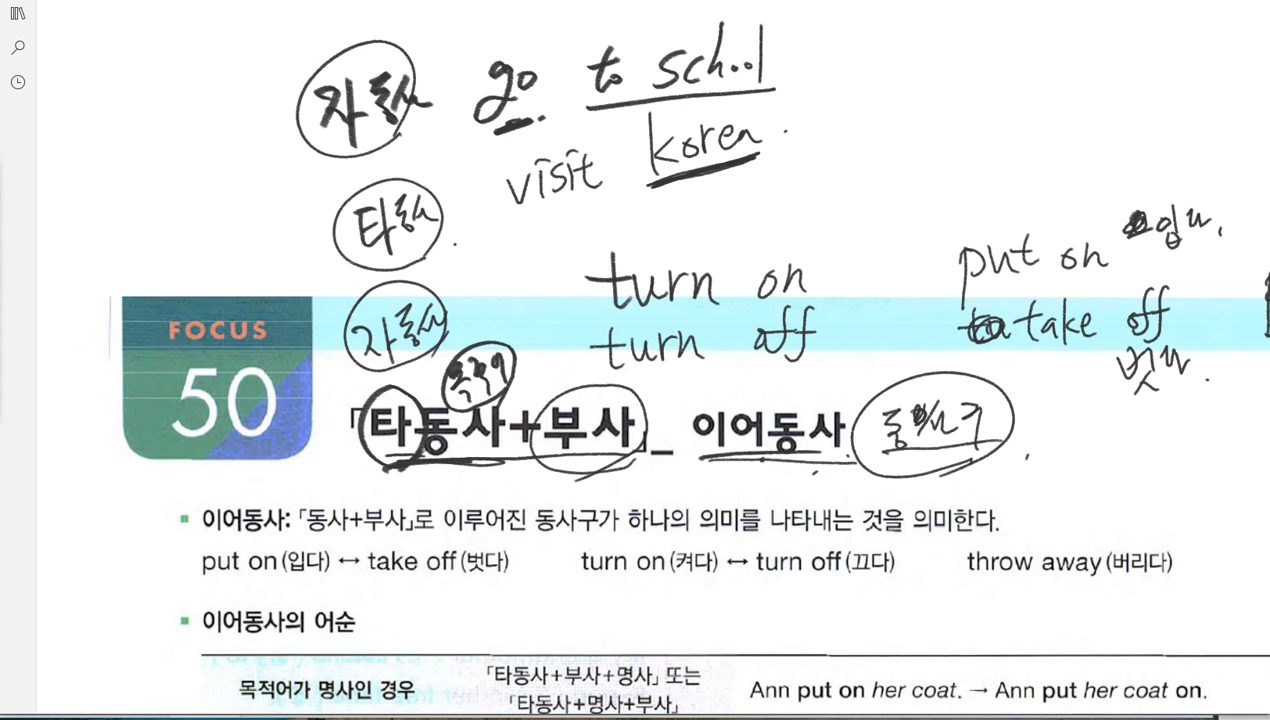 자동사 go to school
visit korea.
타동사.
turn on put on 입다.
자동사 turn off take off
벗다.
FOCUS
50
목적어
「타동사+부사」_ 이어동사 동사구.
이어동사: 「동사+부사」로 이루어진 동사구가 하나의 의미를 나타내는 것을 의미한다.
put on (입다) ↔ take off (벗다) turn on (켜다) ↔ turn off (끄다) throw away (버리다)
이어동사의 어순
목적어가 명사인 경우
「타동사+부사+명사」 또는
「타동사+명사+부사」
Ann put on her coat. → Ann put her coat on.